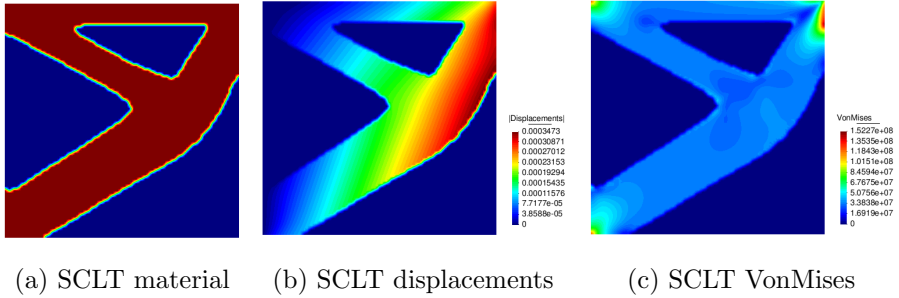 |Displacements|
0.0003473
0.00030871
0.00027012
0.00023153
0.00019294
0.00015435
0.00011576
7.7177e-05
3.8588e-05
0
VonMises
1.5227e+08
1.3535e+08
1.1843e+08
1.0151e+08
8.4594e+07
6.7675e+07
5.0756e+07
3.3838e+07
1.6919e+07
0
(a) SCLT material
(b) SCLT displacements
(c) SCLT VonMises